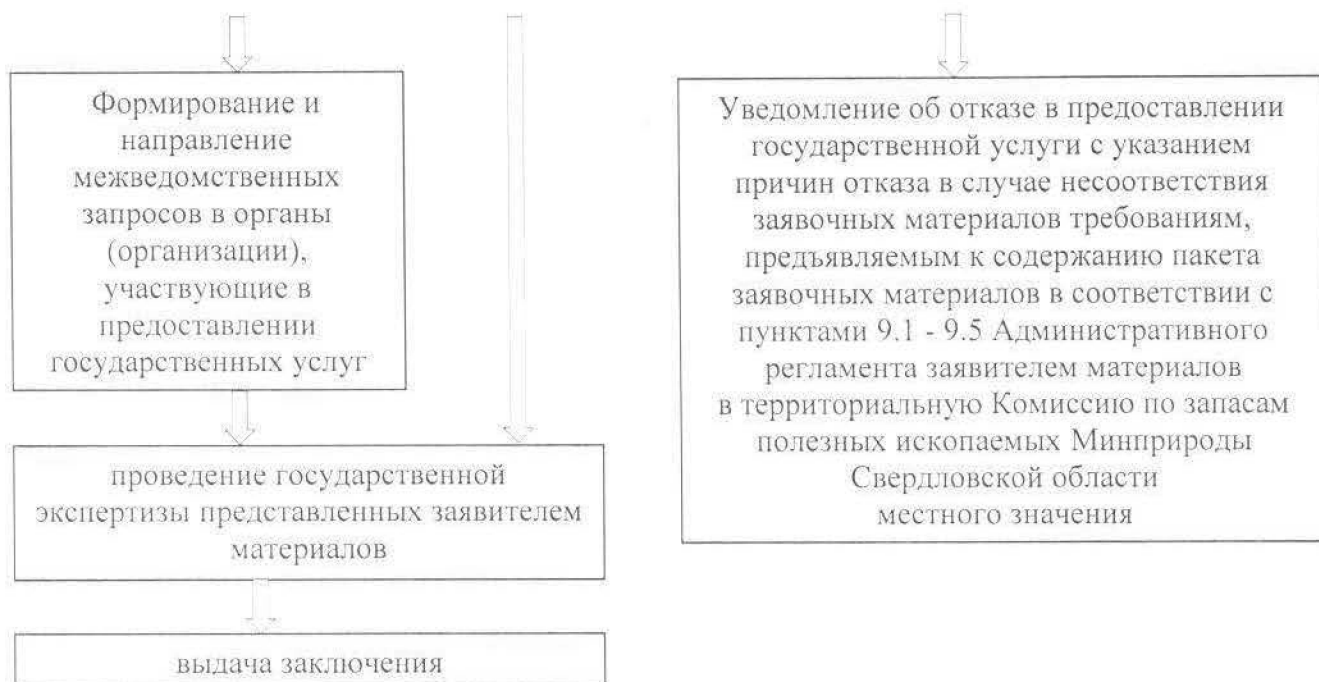 Формирование и
направление
межведомственных
запросов в органы
(организации),
участвующие в
предоставлении
государственных услуг
проведение государственной
экспертизы представленных заявителем
материалов
выдача заключения
Уведомление об отказе в предоставлении
государственной услуги с указанием
причин отказа в случае несоответствия
заявочных материалов требованиям,
предъявляемым к содержанию пакета
заявочных материалов в соответствии с
пунктами 9.1 - 9.5 Административного
регламента заявителем материалов
в территориальную Комиссию по запасам
полезных ископаемых Минприроды
Свердловской области
местного значения